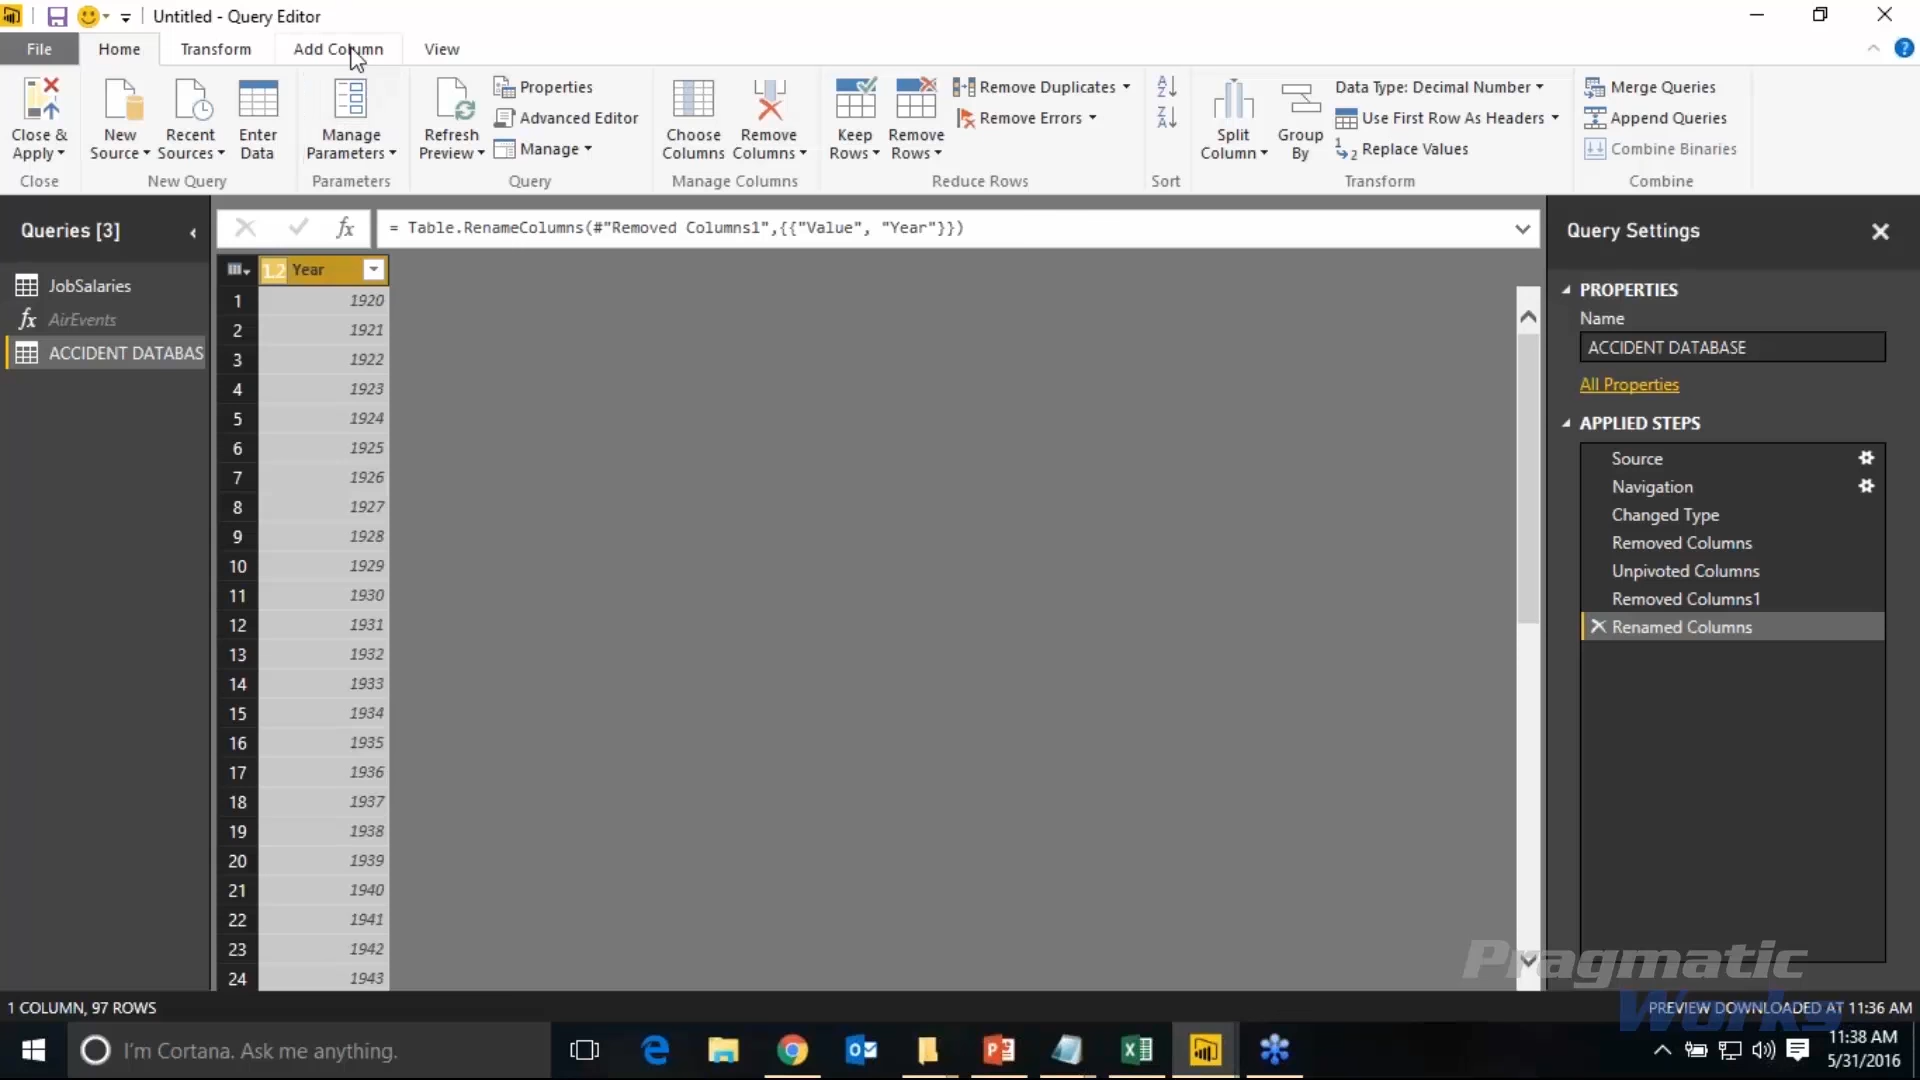 Untitled - Query Editor
File Home Transform Add Column View
Close & Apply
New Source
Recent Sources
Enter Data
Manage Parameters
Refresh Preview
Properties
Advanced Editor
Manage
Choose Columns
Remove Columns
Keep Rows
Remove Rows
Remove Duplicates
Remove Errors
Split Column
Group By
Data Type: Decimal Number
Use First Row As Headers
Replace Values
Merge Queries
Append Queries
Combine Binaries
Close New Query Parameters Query Manage Columns Reduce Rows Sort Transform Combine
Queries [3]
JobSalaries
AirEvents
ACCIDENT DATABAS
= Table.RenameColumns(#"Removed Columns1",{{"Value", "Year"}})
1.2 Year
1 1920
2 1921
3 1922
4 1923
5 1924
6 1925
7 1926
8 1927
9 1928
10 1929
11 1930
12 1931
13 1932
14 1933
15 1934
16 1935
17 1936
18 1937
19 1938
20 1939
21 1940
22 1941
23 1942
24 1943
Query Settings
PROPERTIES
Name
ACCIDENT DATABASE
All Properties
APPLIED STEPS
Source
Navigation
Changed Type
Removed Columns
Unpivoted Columns
Removed Columns1
Renamed Columns
Pragmatic
Works
1 COLUMN, 97 ROWS
PREVIEW DOWNLOADED AT 11:36 AM
I'm Cortana. Ask me anything.
11:38 AM
5/31/2016